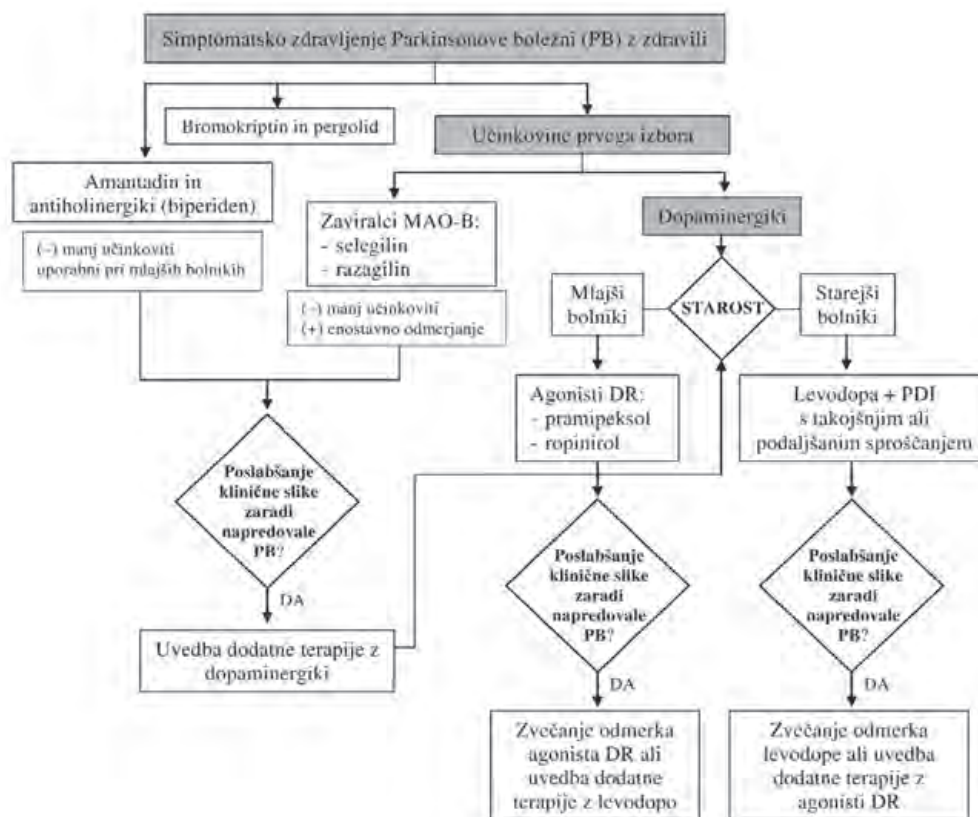 Simptomatsko zdravljenje Parkinsonove bolezni (PB) z zdravili
Bromokriptin in pergolid
Učinkovine prvega izbora
Amantadin in
antiholinergiki (biperiden)
(–) manj učinkoviti
uporabni pri mlajših bolnikih
Zaviralci MAO-B:
- selegilin
- razagilin
(–) manj učinkoviti
(+) enostavno odmerjanje
Dopaminergiki
Mlajši
bolniki
STAROST
Starejši
bolniki
Agonisti DR:
- pramipeksol
- ropinirol
Levodopa + PDI
s takojšnjim ali
podaljšanim sproščanjem
Poslabšanje
klinične slike
zaradi
napredovale
PB?
DA
Uvedba dodatne terapije z
dopaminergiki
Poslabšanje
klinične slike
zaradi
napredovale
PB?
DA
Zvečanje odmerka
agonista DR ali
uvedba dodatne
terapije z levodopo
Poslabšanje
klinične slike
zaradi
napredovale
PB?
DA
Zvečanje odmerka
levodope ali uvedba
dodatne terapije z
agonisti DR